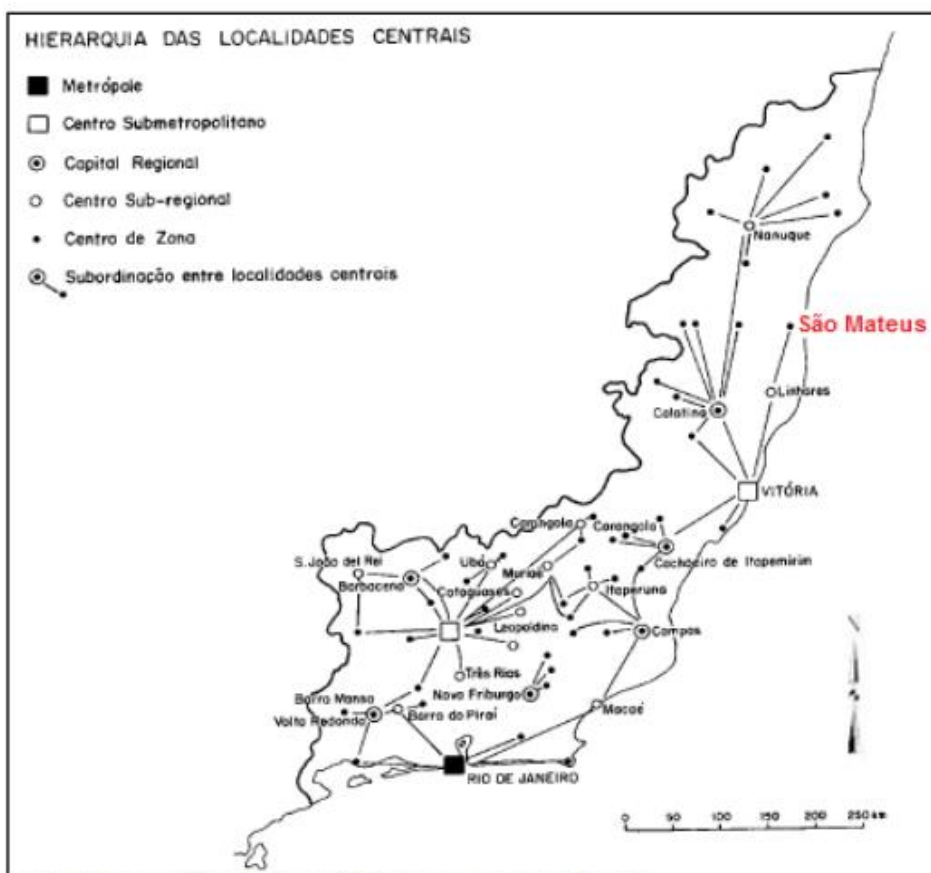 HIERARQUIA DAS LOCALIDADES CENTRAIS
Metrópole
Centro Submetropolitano
Capital Regional
Centro Sub-regional
Centro de Zona
Subordinação entre localidades centrais
Nanuque
São Mateus
Linhares
Colatina
VITÓRIA
Carangola
Carangola
Cachoeiro de Itapemirim
S. João del Rei
Ubá
Muriaé
Barbacena
Cataguases
Itaperuna
Leopoldina
Campos
Três Rios
Nova Friburgo
Barra Mansa
Volta Redonda
Barra do Piraí
Macaé
RIO DE JANEIRO
0 50 100 150 200 250 km